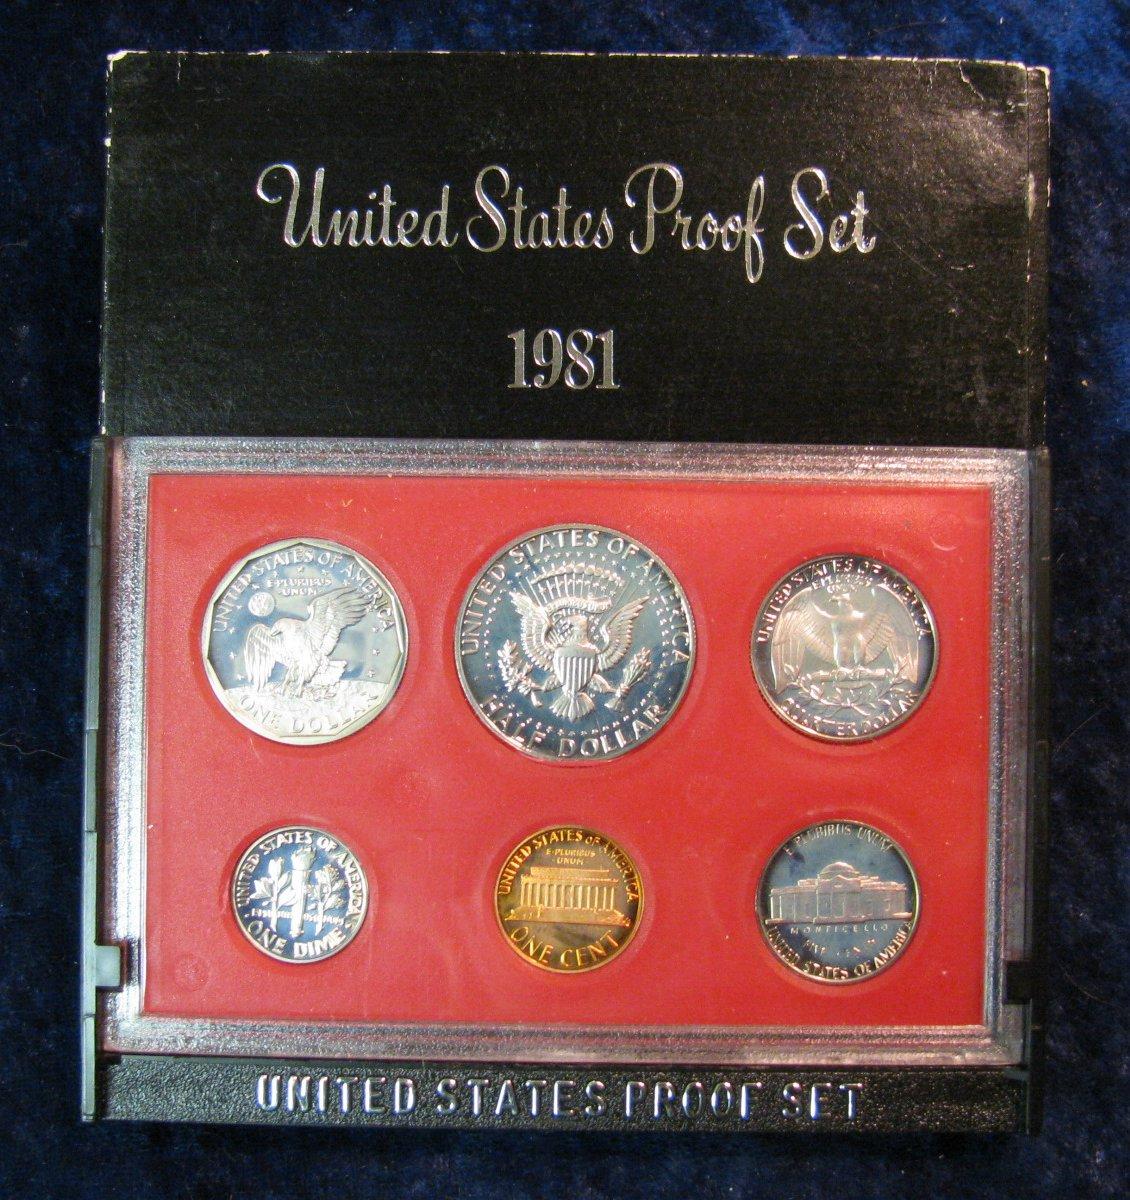 United States Proof Set
1981
UNITED STATES OF AMERICA
E·PLURIBUS
UNUM
ONE DOLLAR
UNITED STATES OF AMERICA
HALF DOLLAR
UNITED STATES OF AMERICA
QUARTER DOLLAR
UNITED STATES OF AMERICA
ONE DIME
UNITED STATES OF AMERICA
E·PLURIBUS
UNUM
ONE CENT
E PLURIBUS UNUM
MONTICELLO
UNITED STATES OF AMERICA
UNITED STATES PROOF SET